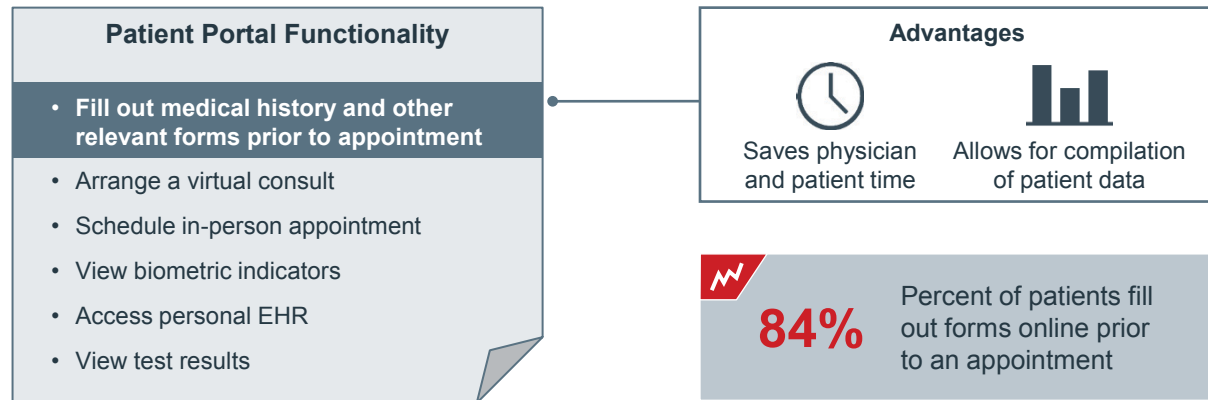 Patient Portal Functionality
• Fill out medical history and other
relevant forms prior to appointment
• Arrange a virtual consult
• Schedule in-person appointment
• View biometric indicators
• Access personal EHR
• View test results
Advantages
Saves physician
and patient time
Allows for compilation
of patient data
84%
Percent of patients fill
out forms online prior
to an appointment